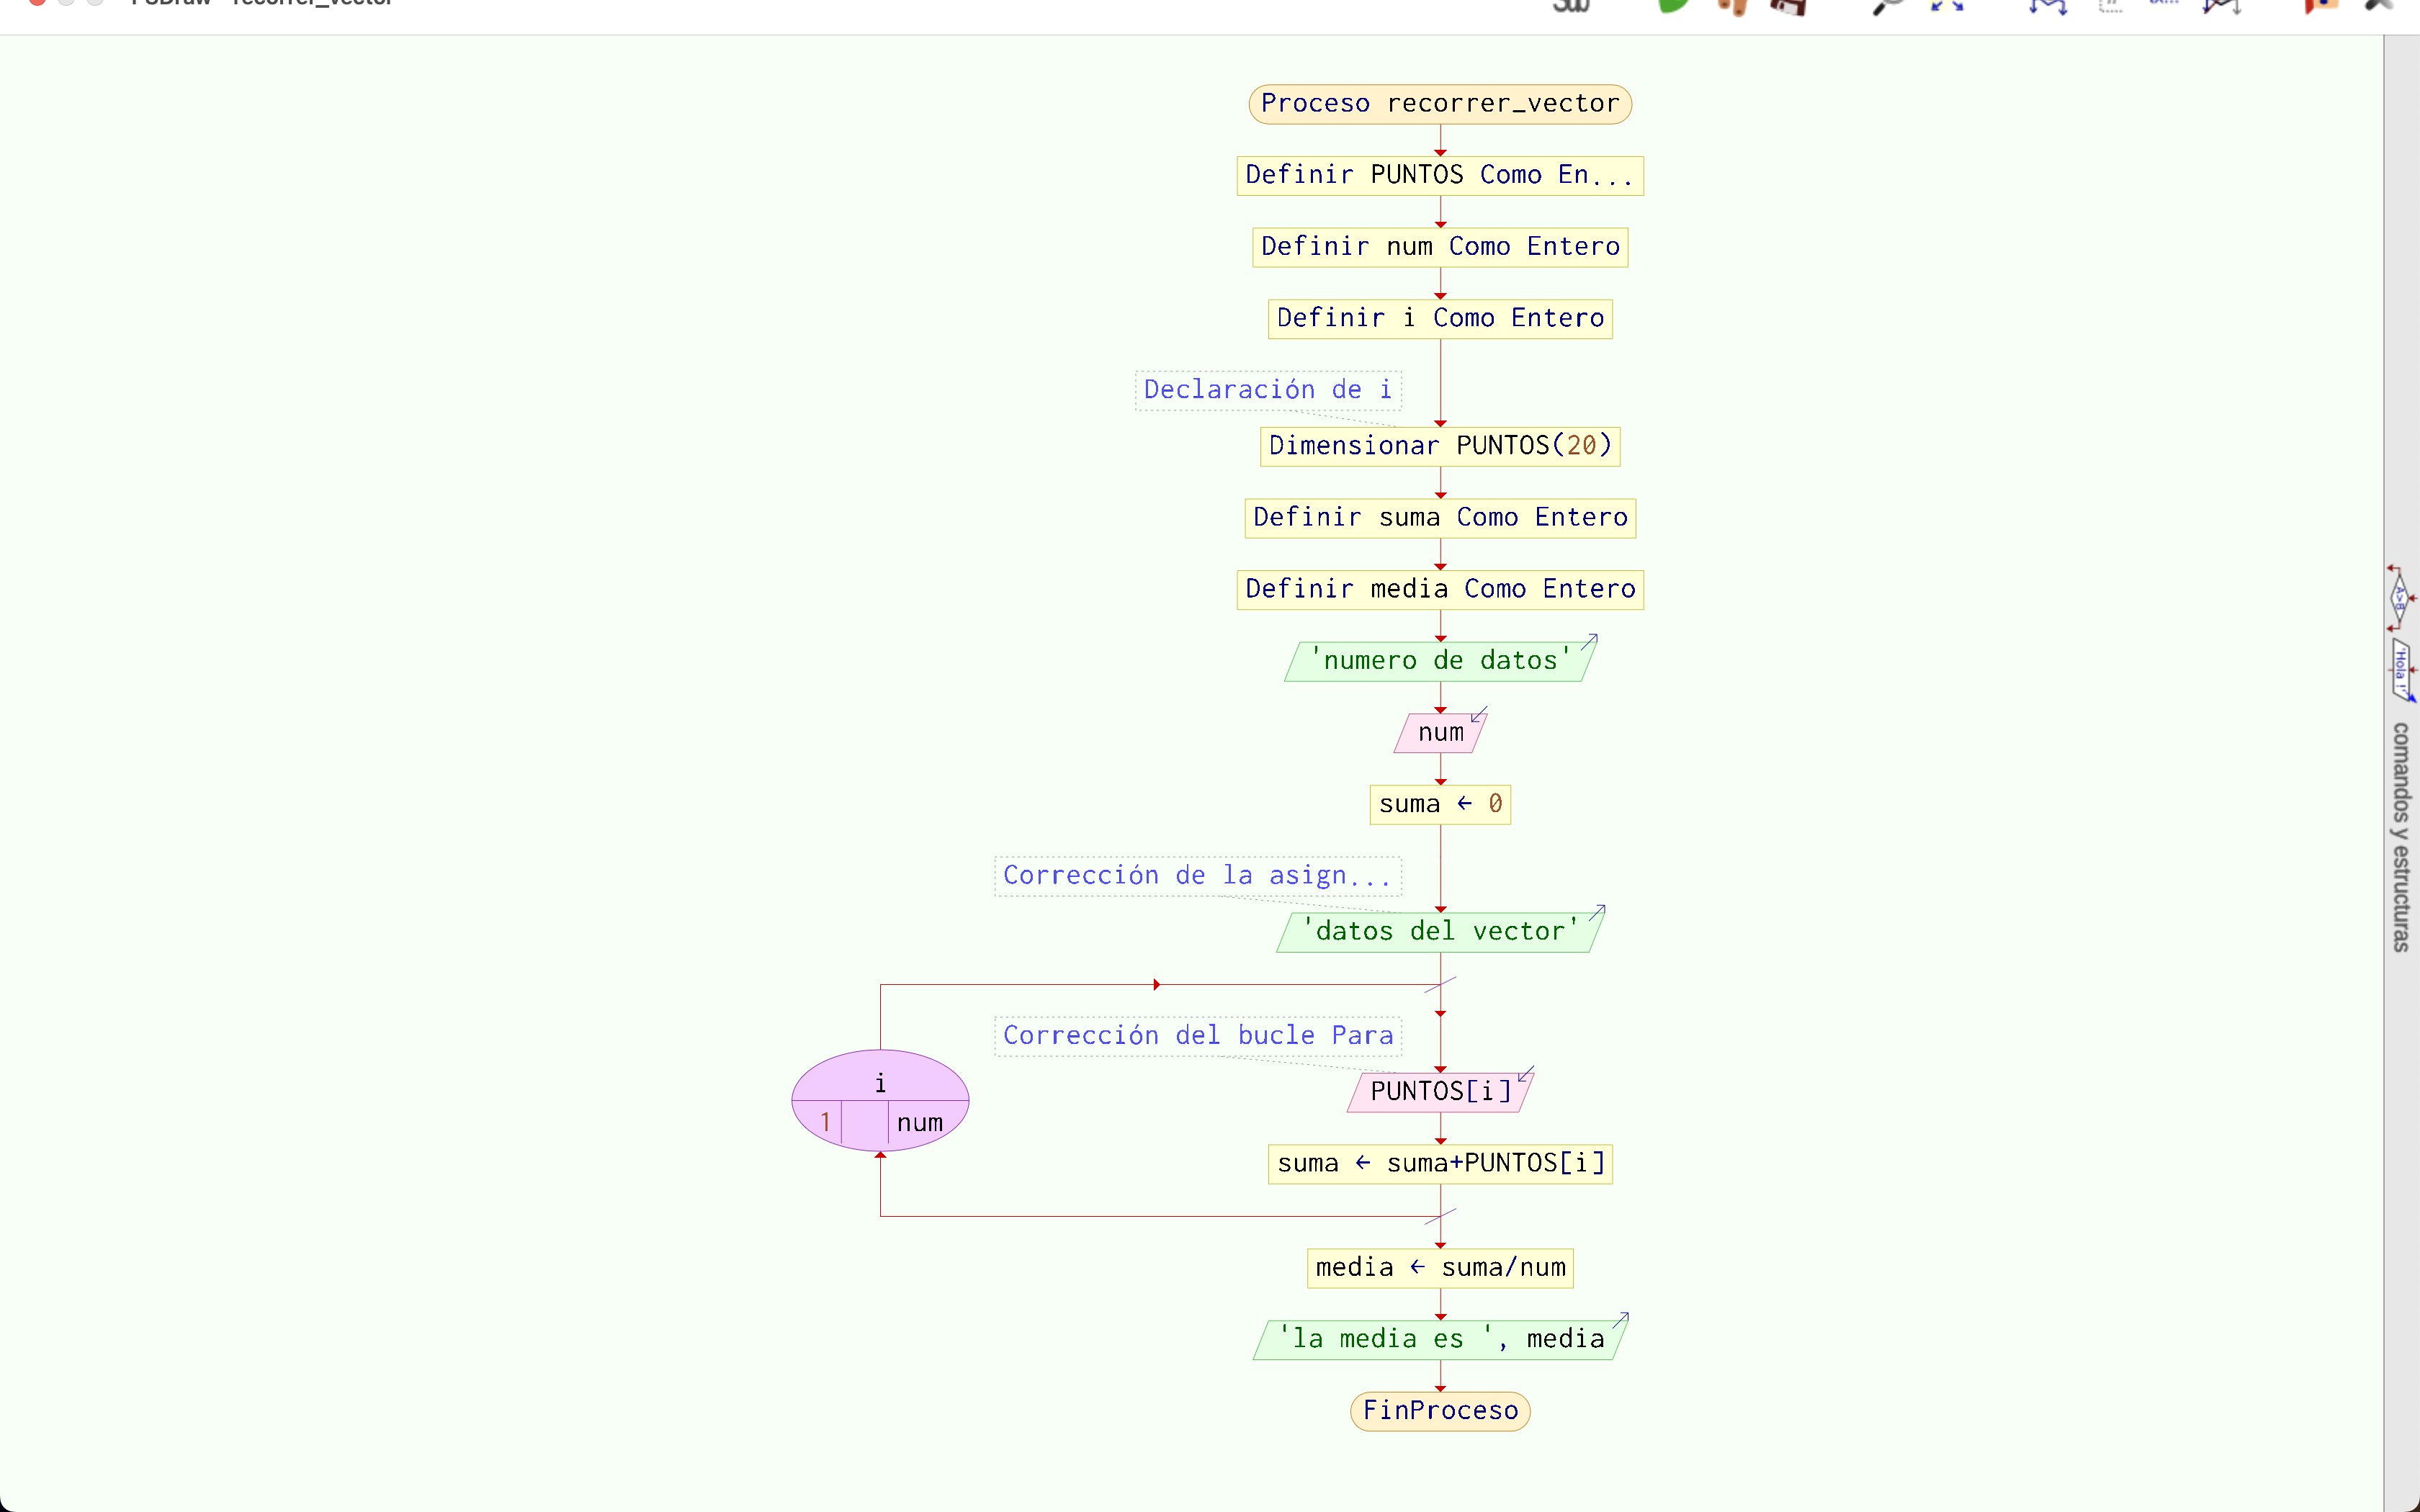 PSDraw - recorrer_vector
Sub
Proceso recorrer_vector
Definir PUNTOS Como En...
Definir num Como Entero
Definir i Como Entero
Declaración de i
Dimensionar PUNTOS(20)
Definir suma Como Entero
Definir media Como Entero
'numero de datos'
num
suma ← 0
Corrección de la asign...
'datos del vector'
Corrección del bucle Para
i
1 num
PUNTOS[i]
suma ← suma+PUNTOS[i]
media ← suma/num
'la media es ', media
FinProceso
A>B
'Hola !'
comandos y estructuras